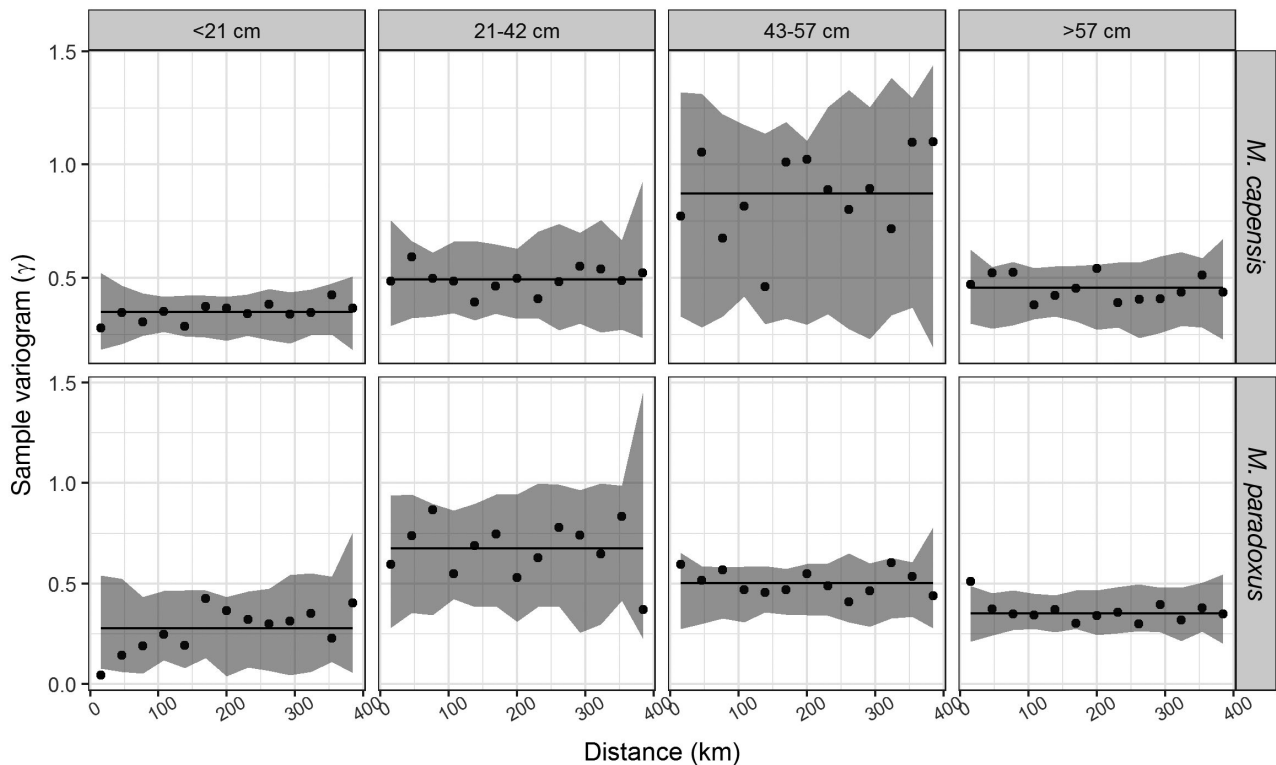 <21 cm
21-42 cm
43-57 cm
>57 cm
1.5
1.0
0.5
M. capensis
1.5
1.0
0.5
0.0
M. paradoxus
Sample variogram (γ)
0 100 200 300 400
0 100 200 300 400
0 100 200 300 400
0 100 200 300 400
Distance (km)